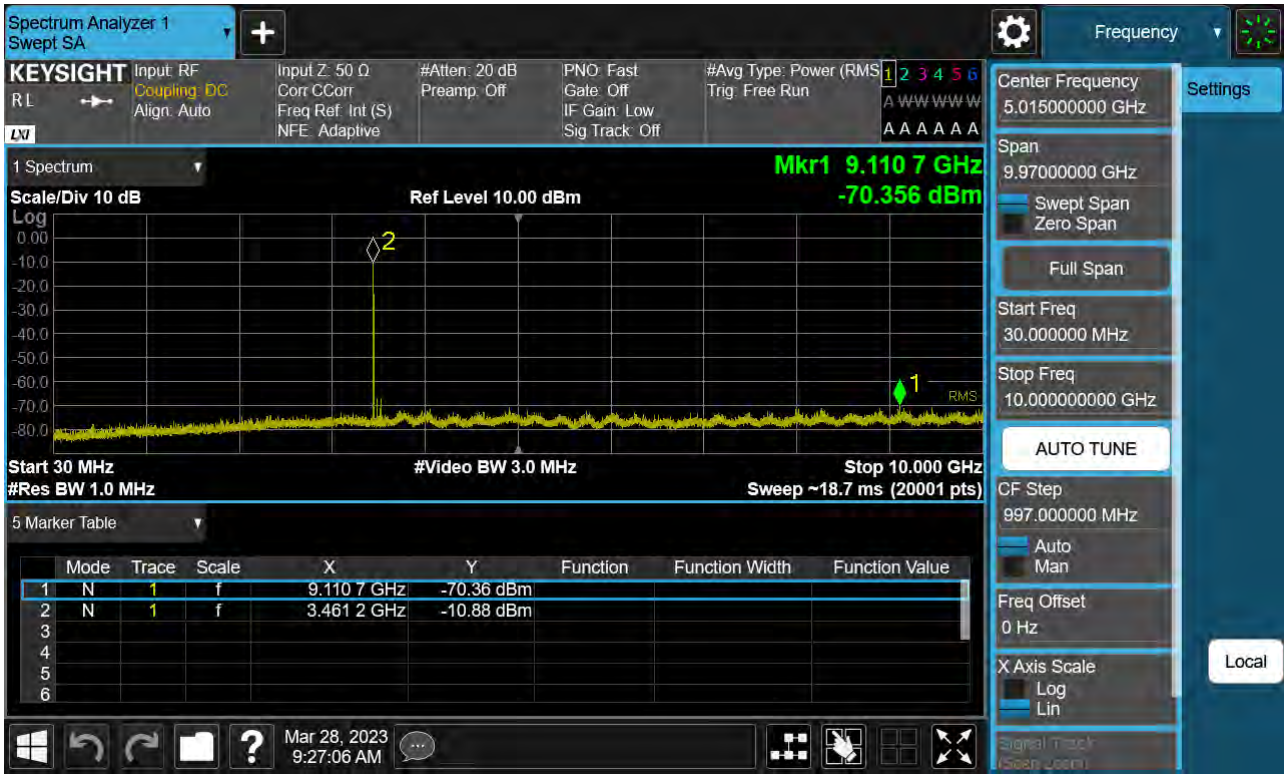 Spectrum Analyzer 1
Swept SA
+
Frequency
KEYSIGHT
RL
LXI
Input: RF
Coupling: DC
Align: Auto
Input Z: 50 Ω
Corr CCorr
Freq Ref: Int (S)
NFE: Adaptive
#Atten: 20 dB
Preamp: Off
PNO: Fast
Gate: Off
IF Gain: Low
Sig Track: Off
#Avg Type: Power (RMS
Trig: Free Run
1 2 3 4 5 6
A W W W W W
A A A A A A
1 Spectrum
Mkr1 9.110 7 GHz
Scale/Div 10 dB
Ref Level 10.00 dBm
-70.356 dBm
Log
0.00
-10.0
-20.0
-30.0
-40.0
-50.0
-60.0
-70.0
-80.0
2
1
RMS
Start 30 MHz
#Video BW 3.0 MHz
Stop 10.000 GHz
#Res BW 1.0 MHz
Sweep ~18.7 ms (20001 pts)
5 Marker Table
Mode Trace Scale X Y Function Function Width Function Value
1 N 1 f 9.110 7 GHz -70.36 dBm
2 N 1 f 3.461 2 GHz -10.88 dBm
3
4
5
6
Mar 28, 2023
9:27:06 AM
?
Center Frequency
5.015000000 GHz
Span
9.97000000 GHz
Swept Span
Zero Span
Full Span
Start Freq
30.000000 MHz
Stop Freq
10.000000000 GHz
AUTO TUNE
CF Step
997.000000 MHz
Auto
Man
Freq Offset
0 Hz
X Axis Scale
Log
Lin
Signal Track
(Span Zoom)
Settings
Local